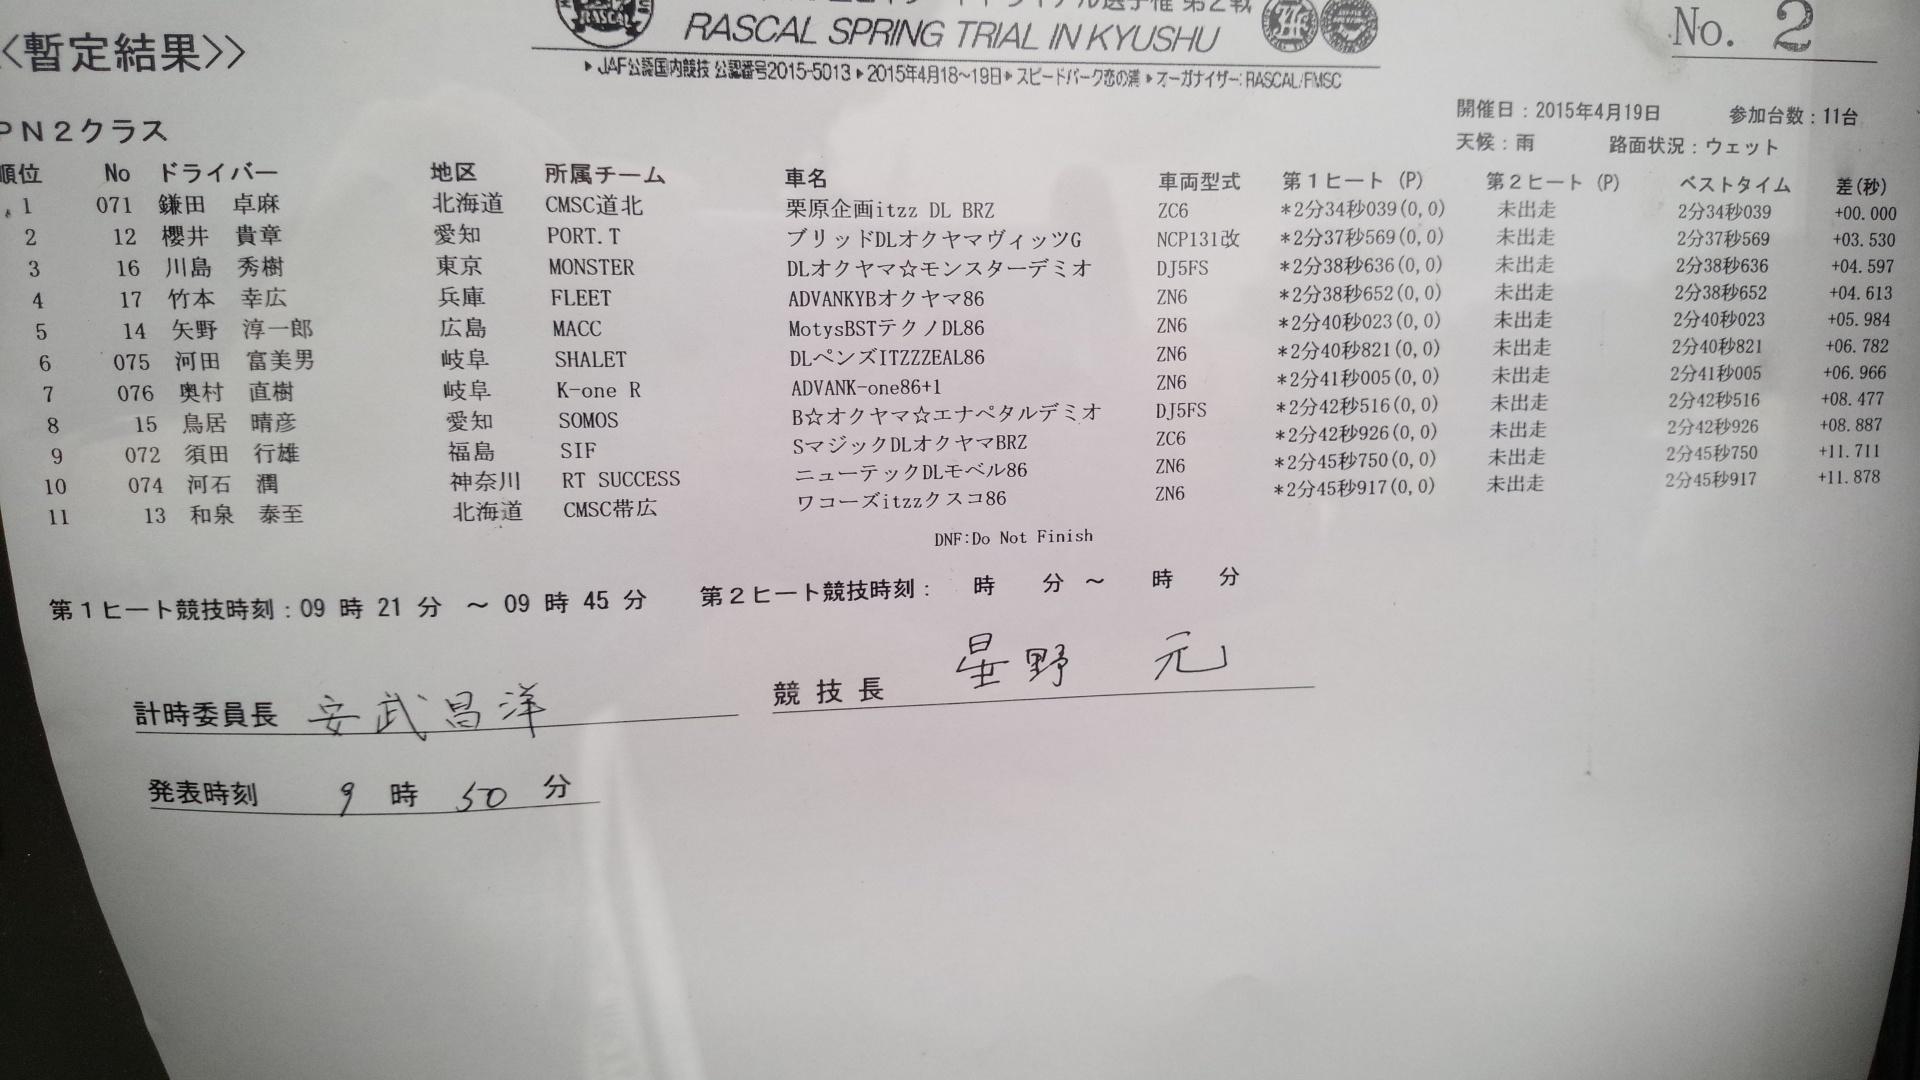 選手権 第2戦
No. 2
RASCAL
RASCAL SPRING TRIAL IN KYUSHU
<<暫定結果>>
▶JAF公認国内競技 公認番号2015-5013▶2015年4月18~19日▶スピードパーク恋の浦▶オーガナイザー:RASCAL/FMSC
開催日:2015年4月19日 参加台数:11台
PN2クラス
天候:雨 路面状況:ウェット
順位 No ドライバー 地区 所属チーム 車名 車両型式 第1ヒート (P) 第2ヒート (P) ベストタイム 差(秒)
1 071 鎌田 卓麻 北海道 CMSC道北 栗原企画itzz DL BRZ ZC6 *2分34秒039(0,0) 未出走 2分34秒039 +00.000
2 12 櫻井 貴章 愛知 PORT.T ブリッドDLオクヤマヴィッツG NCP131改 *2分37秒569(0,0) 未出走 2分37秒569 +03.530
3 16 川島 秀樹 東京 MONSTER DLオクヤマ☆モンスターデミオ DJ5FS *2分38秒636(0,0) 未出走 2分38秒636 +04.597
4 17 竹本 幸広 兵庫 FLEET ADVANKYBオクヤマ86 ZN6 *2分38秒652(0,0) 未出走 2分38秒652 +04.613
5 14 矢野 淳一郎 広島 MACC MotysBSTテクノDL86 ZN6 *2分40秒023(0,0) 未出走 2分40秒023 +05.984
6 075 河田 富美男 岐阜 SHALET DLペンズITZZZEAL86 ZN6 *2分40秒821(0,0) 未出走 2分40秒821 +06.782
7 076 奥村 直樹 岐阜 K-one R ADVANK-one86+1 ZN6 *2分41秒005(0,0) 未出走 2分41秒005 +06.966
8 15 鳥居 晴彦 愛知 SOMOS B☆オクヤマ☆エナペタルデミオ DJ5FS *2分42秒516(0,0) 未出走 2分42秒516 +08.477
9 072 須田 行雄 福島 SIF SマジックDLオクヤマBRZ ZC6 *2分42秒926(0,0) 未出走 2分42秒926 +08.887
10 074 河石 潤 神奈川 RT SUCCESS ニューテックDLモベル86 ZN6 *2分45秒750(0,0) 未出走 2分45秒750 +11.711
11 13 和泉 泰至 北海道 CMSC帯広 ワコーズitzzクスコ86 ZN6 *2分45秒917(0,0) 未出走 2分45秒917 +11.878
DNF:Do Not Finish
第1ヒート競技時刻:09 時 21 分 ~ 09 時 45 分 第2ヒート競技時刻: 時 分 ~ 時 分
計時委員長 安武昌洋 競技長 星野 元
発表時刻 9 時 50 分